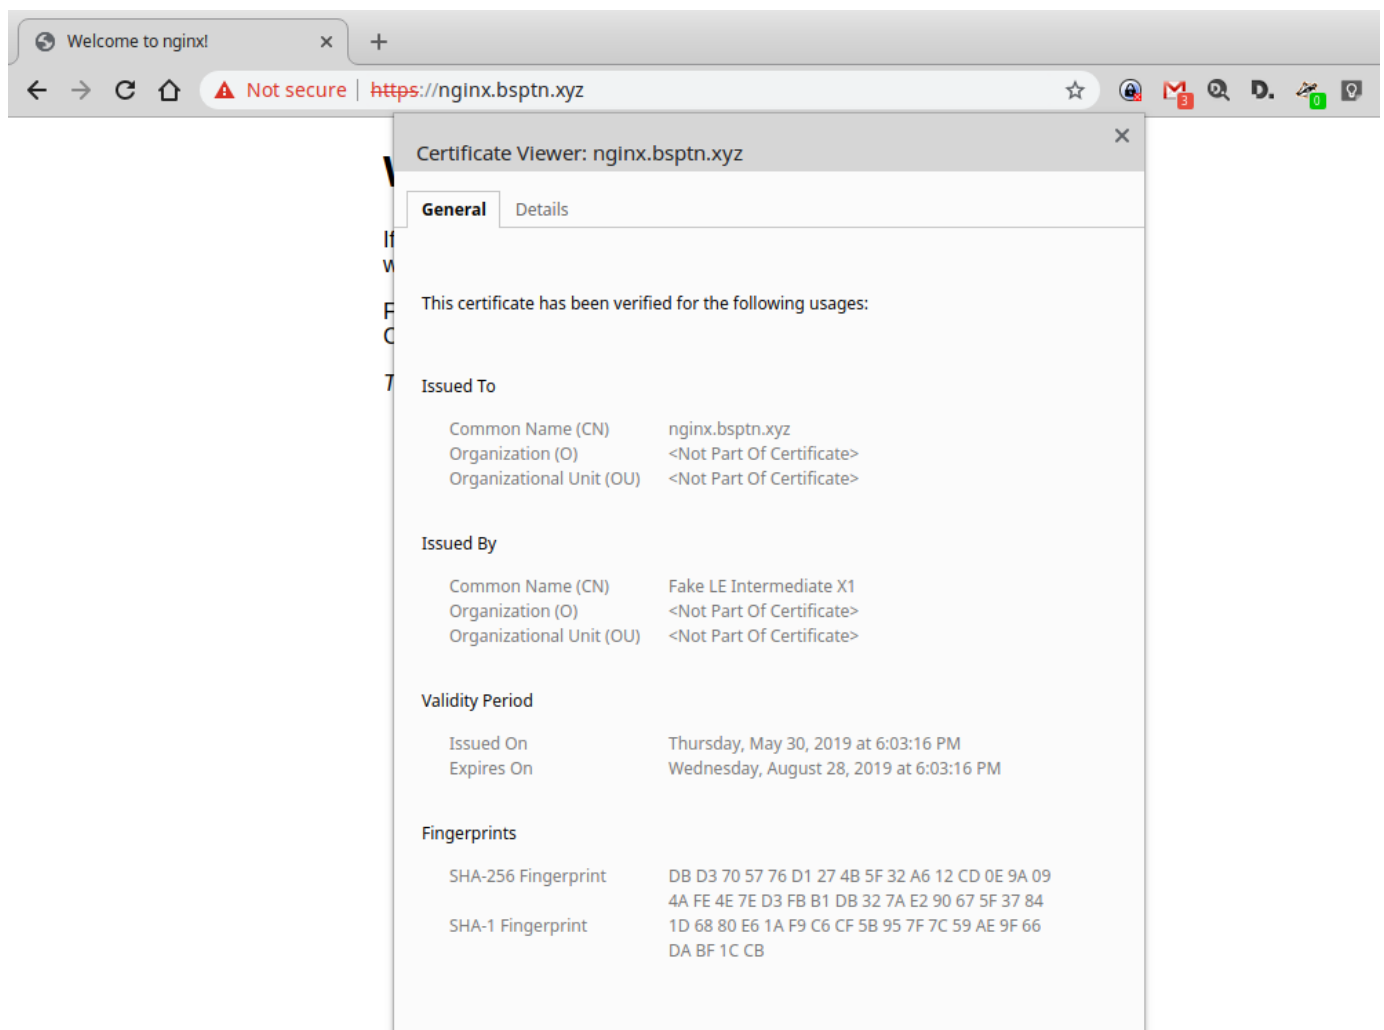 Welcome to nginx!
Not secure | https://nginx.bsptn.xyz
3
D.
0
Certificate Viewer: nginx.bsptn.xyz
General Details
If
w
F
T
This certificate has been verified for the following usages:
Issued To
Common Name (CN) nginx.bsptn.xyz
Organization (O) <Not Part Of Certificate>
Organizational Unit (OU) <Not Part Of Certificate>
Issued By
Common Name (CN) Fake LE Intermediate X1
Organization (O) <Not Part Of Certificate>
Organizational Unit (OU) <Not Part Of Certificate>
Validity Period
Issued On Thursday, May 30, 2019 at 6:03:16 PM
Expires On Wednesday, August 28, 2019 at 6:03:16 PM
Fingerprints
SHA-256 Fingerprint DB D3 70 57 76 D1 27 4B 5F 32 A6 12 CD 0E 9A 09
4A FE 4E 7E D3 FB B1 DB 32 7A E2 90 67 5F 37 84
SHA-1 Fingerprint 1D 68 80 E6 1A F9 C6 CF 5B 95 7F 7C 59 AE 9F 66
DA BF 1C CB